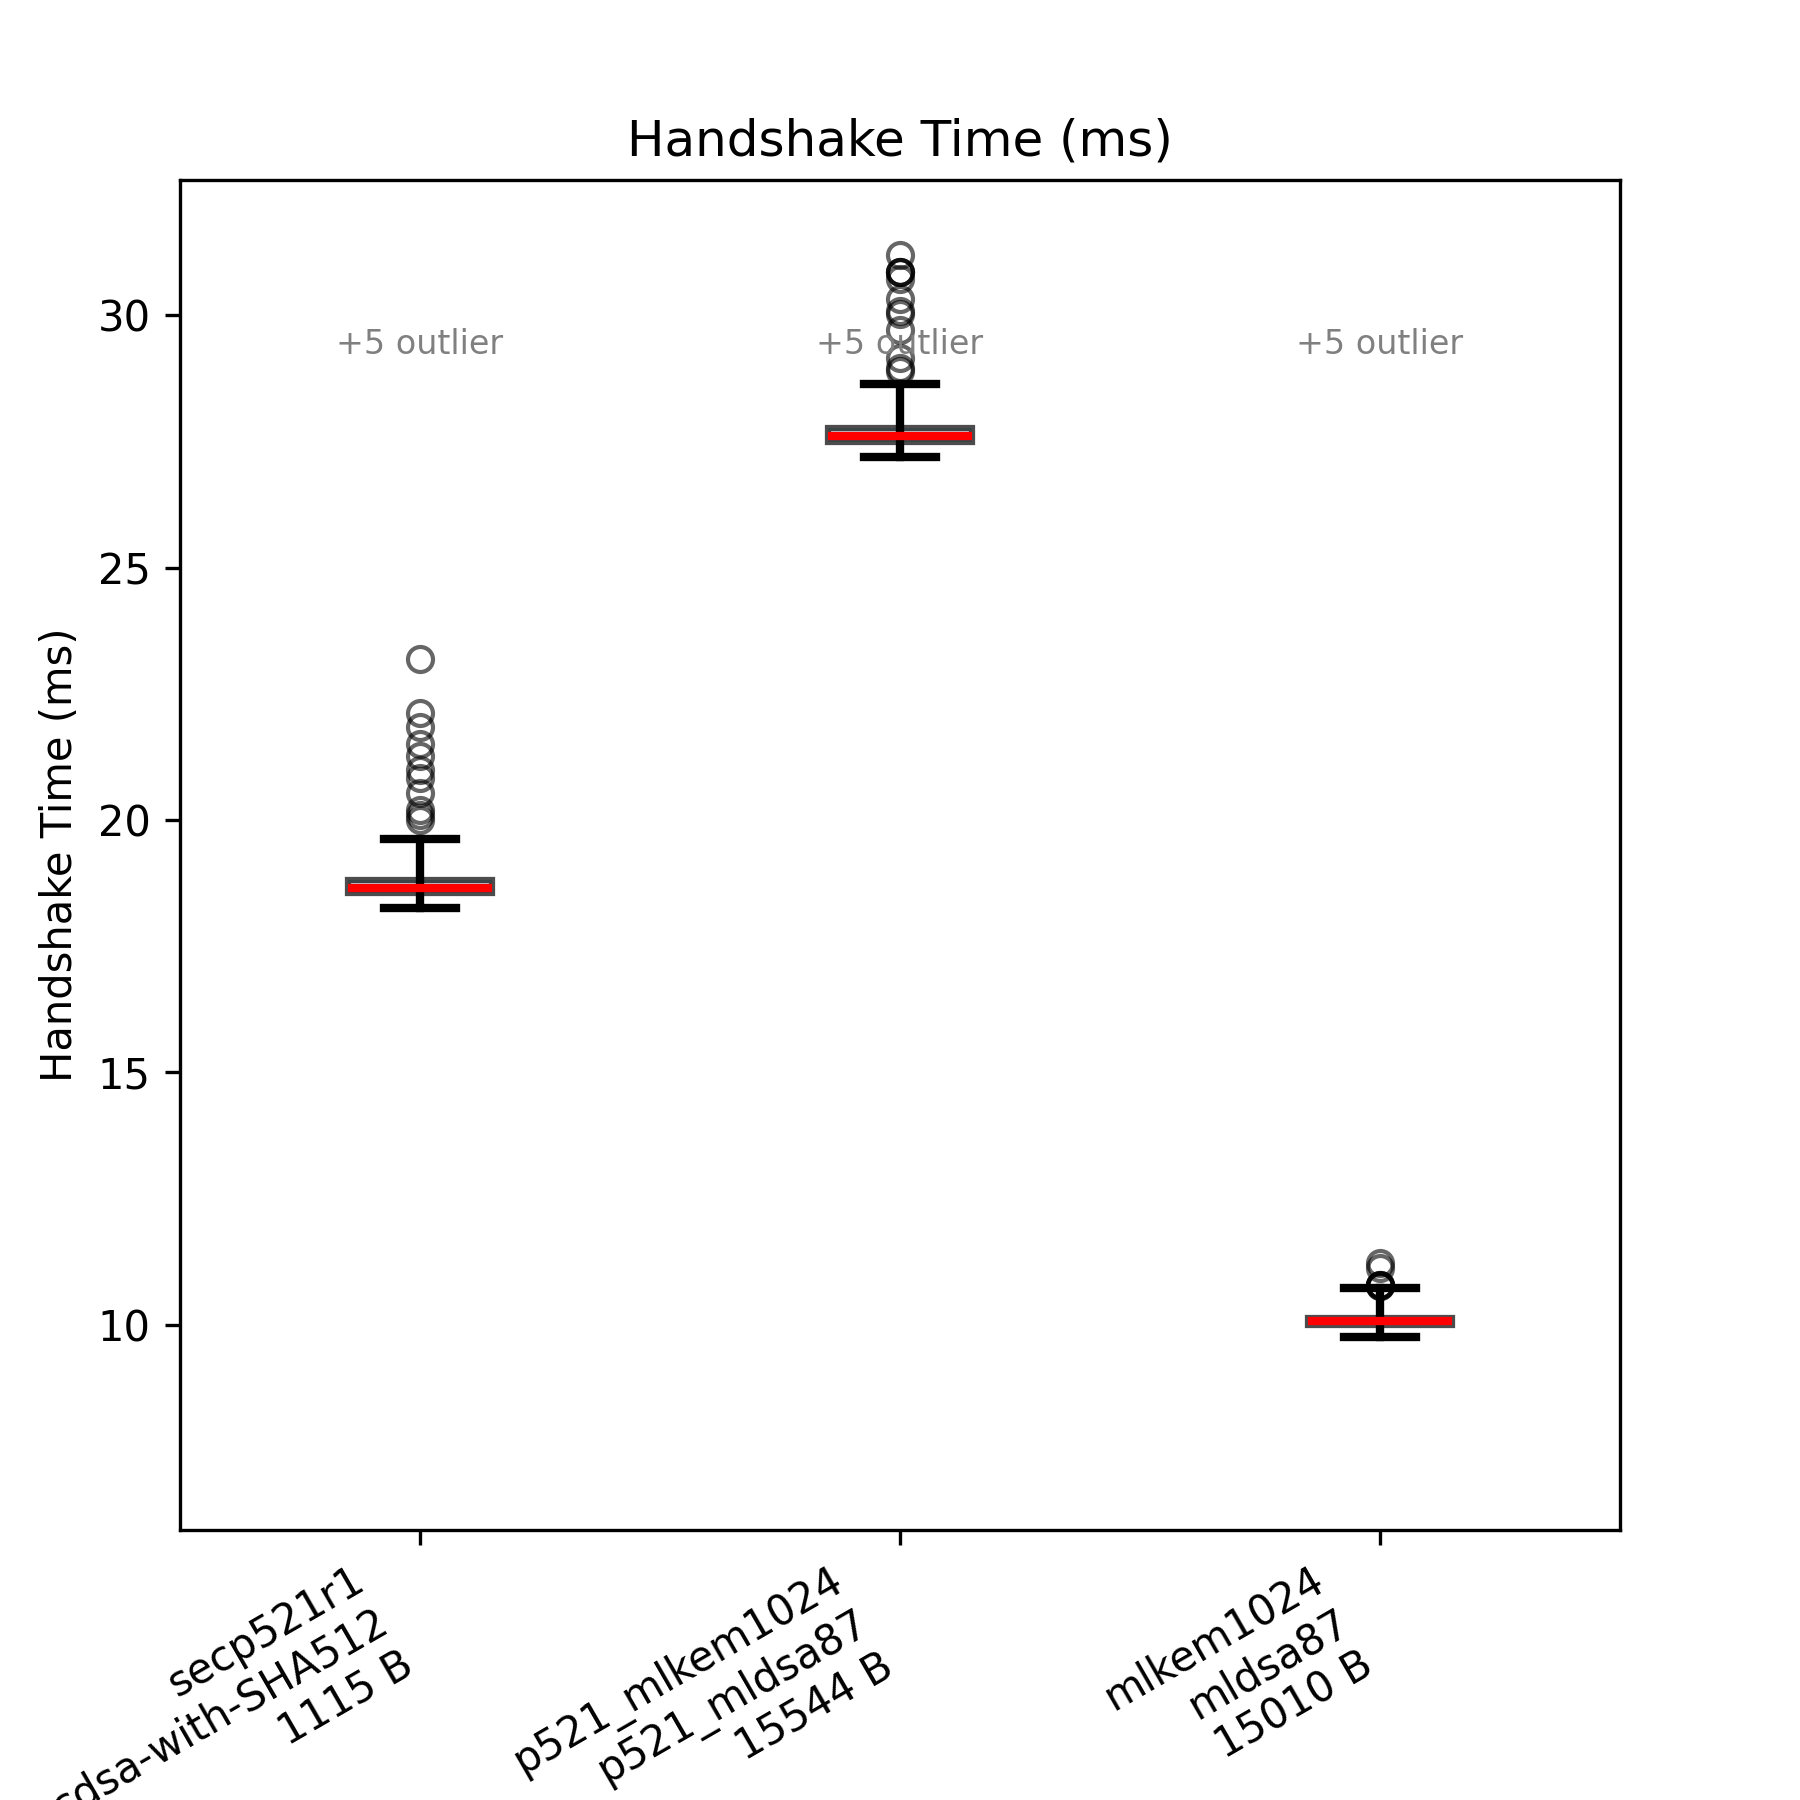 Handshake Time (ms)
Handshake Time (ms)
30
25
20
15
10
+5 outlier
+5 outlier
+5 outlier
secp521r1
1115 B
p521_mlkem1024
p521_mldsa87
15544 B
mlkem1024
mldsa87
15010 B